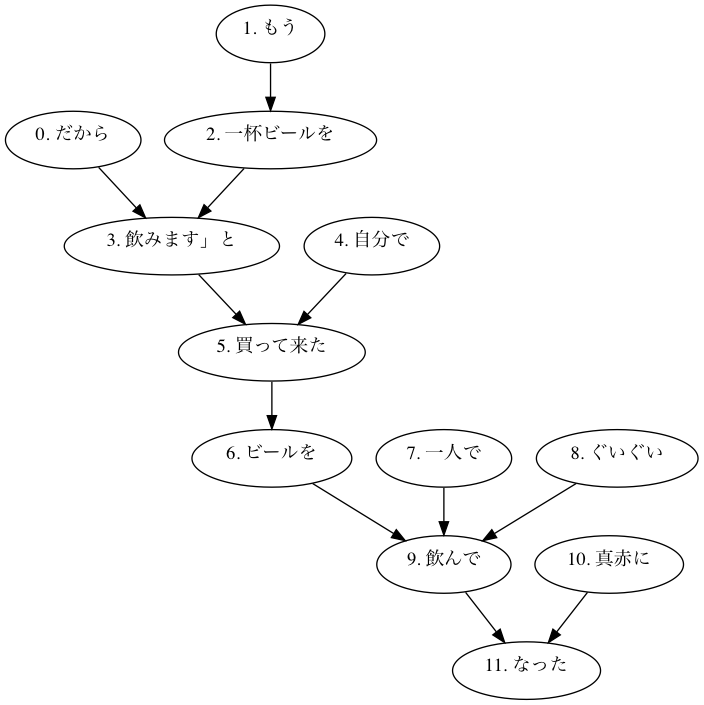 1. もう
0. だから
2. 一杯ビールを
3. 飲みます」と
4. 自分で
5. 買って来た
6. ビールを
7. 一人で
8. ぐいぐい
9. 飲んで
10. 真赤に
11. なった